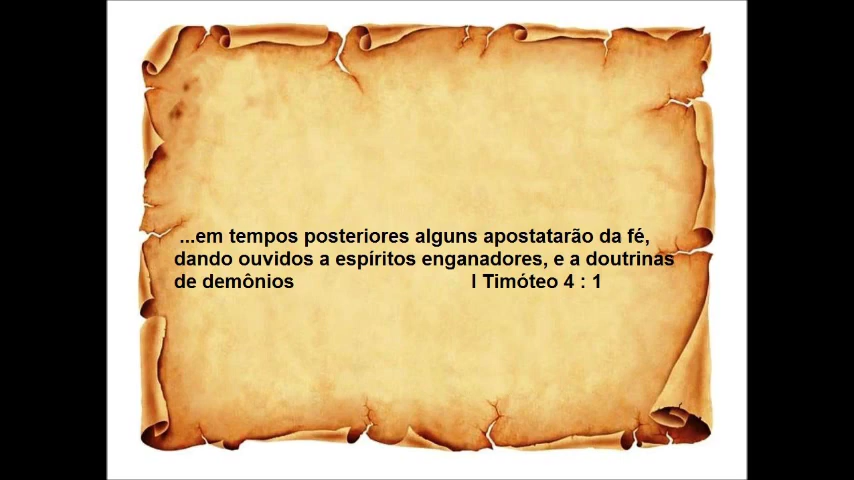 ...em tempos posteriores alguns apostatarão da fé,
dando ouvidos a espíritos enganadores, e a doutrinas
de demônios I Timóteo 4 : 1